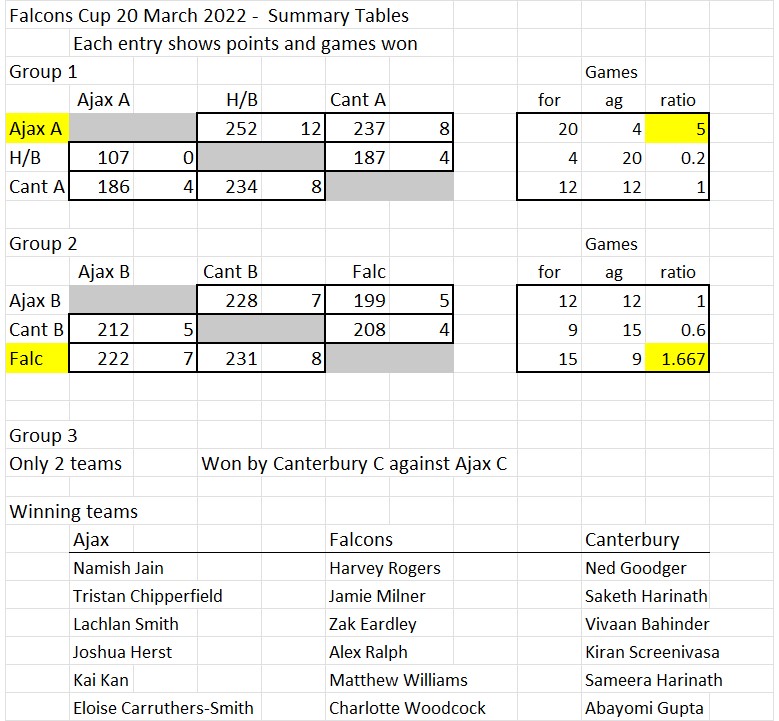 Falcons Cup 20 March 2022 - Summary Tables
Each entry shows points and games won
Group 1 Games
Ajax A H/B Cant A for ag ratio
Ajax A 252 12 237 8 20 4 5
H/B 107 0 187 4 4 20 0.2
Cant A 186 4 234 8 12 12 1
Group 2 Games
Ajax B Cant B Falc for ag ratio
Ajax B 228 7 199 5 12 12 1
Cant B 212 5 208 4 9 15 0.6
Falc 222 7 231 8 15 9 1.667
Group 3
Only 2 teams Won by Canterbury C against Ajax C
Winning teams
Ajax Falcons Canterbury
Namish Jain Harvey Rogers Ned Goodger
Tristan Chipperfield Jamie Milner Saketh Harinath
Lachlan Smith Zak Eardley Vivaan Bahinder
Joshua Herst Alex Ralph Kiran Screenivasa
Kai Kan Matthew Williams Sameera Harinath
Eloise Carruthers-Smith Charlotte Woodcock Abayomi Gupta